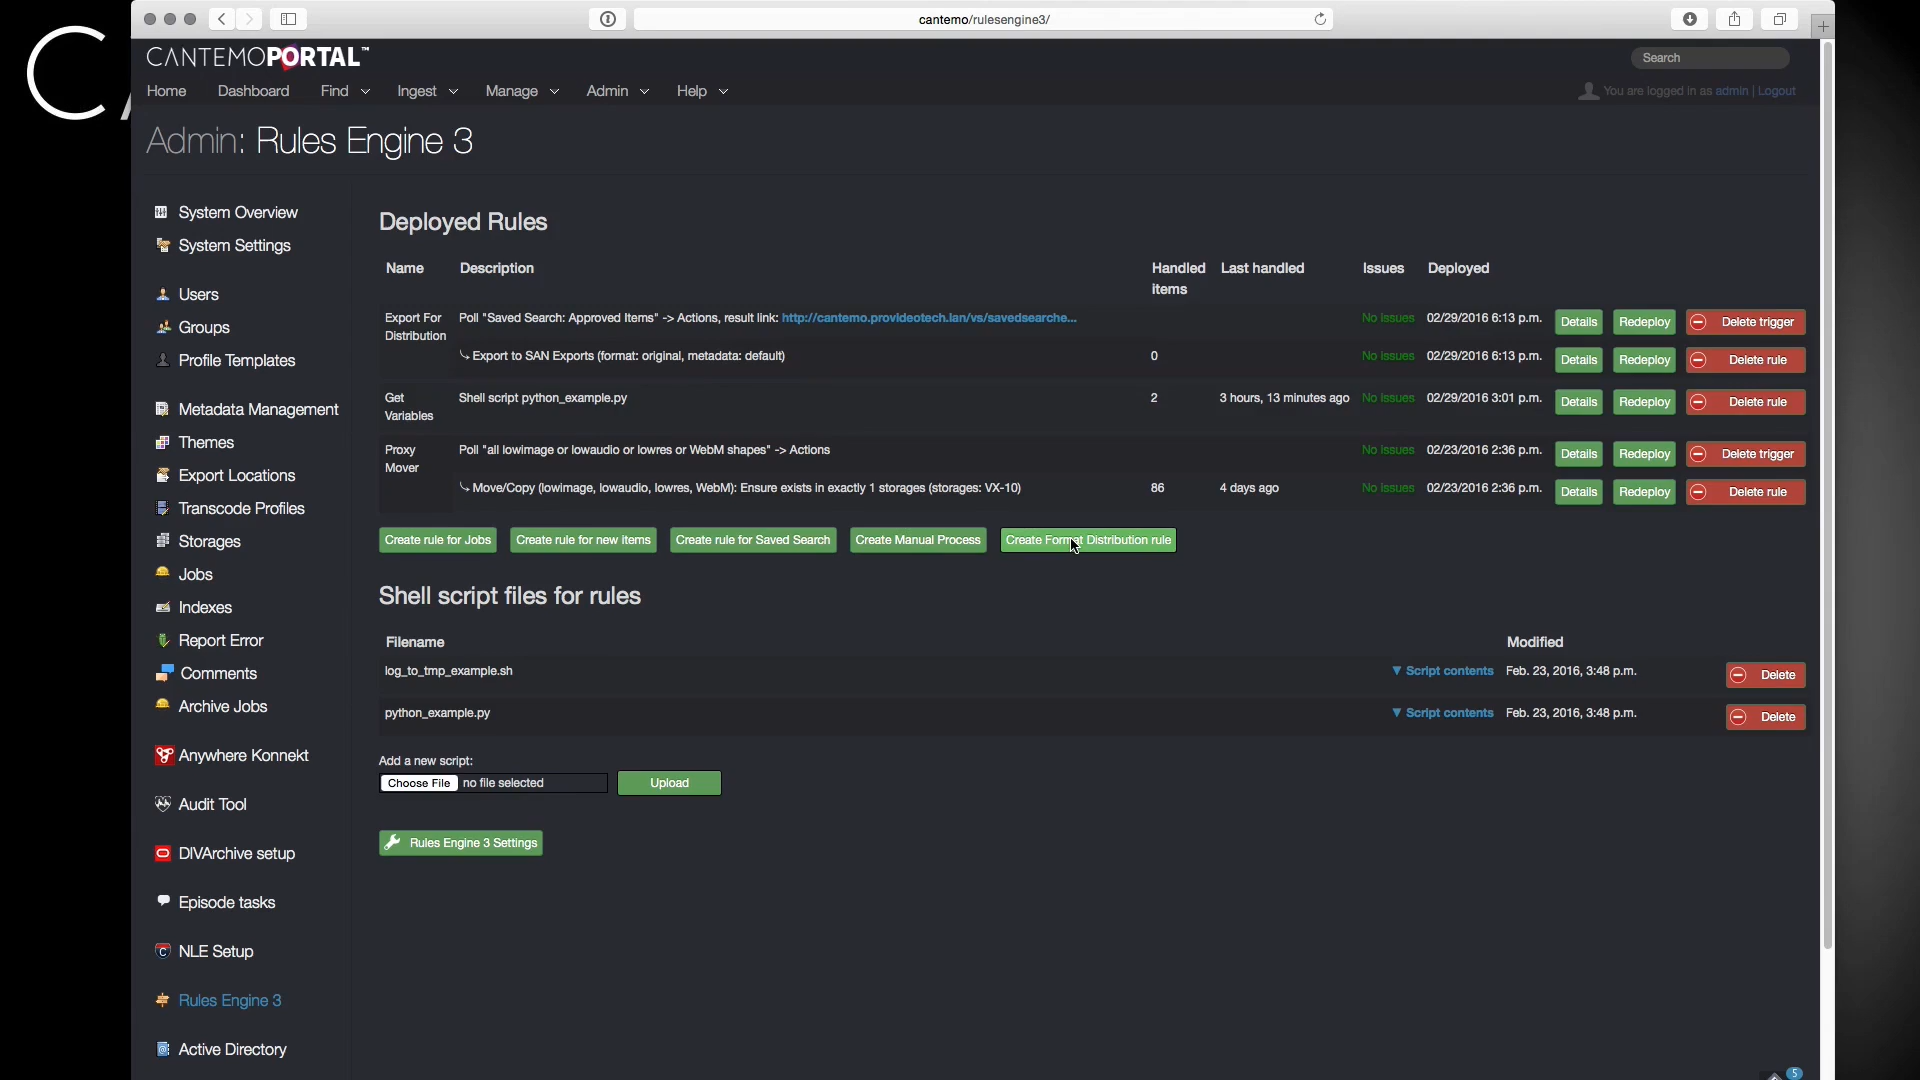 cantemo/rulesengine3/
CANTEMOPORTAL™
Search
Home Dashboard Find Ingest Manage Admin Help
You are logged in as admin | Logout
Admin: Rules Engine 3
System Overview
System Settings
Users
Groups
Profile Templates
Metadata Management
Themes
Export Locations
Transcode Profiles
Storages
Jobs
Indexes
Report Error
Comments
Archive Jobs
Anywhere Konnekt
Audit Tool
DIVArchive setup
Episode tasks
NLE Setup
Rules Engine 3
Active Directory
Deployed Rules
Name Description Handled items Last handled Issues Deployed
Export For Distribution Poll "Saved Search: Approved Items" -> Actions, result link: http://cantemo.provideotech.lan/vs/savedsearche... No issues 02/29/2016 6:13 p.m. Details Redeploy Delete trigger
Export to SAN Exports (format: original, metadata: default) 0 No issues 02/29/2016 6:13 p.m. Details Redeploy Delete rule
Get Variables Shell script python_example.py 2 3 hours, 13 minutes ago No issues 02/29/2016 3:01 p.m. Details Redeploy Delete rule
Proxy Mover Poll "all lowimage or lowaudio or lowres or WebM shapes" -> Actions No issues 02/23/2016 2:36 p.m. Details Redeploy Delete trigger
Move/Copy (lowimage, lowaudio, lowres, WebM): Ensure exists in exactly 1 storages (storages: VX-10) 86 4 days ago No issues 02/23/2016 2:36 p.m. Details Redeploy Delete rule
Create rule for Jobs Create rule for new items Create rule for Saved Search Create Manual Process Create Format Distribution rule
Shell script files for rules
Filename Modified
log_to_tmp_example.sh ▼ Script contents Feb. 23, 2016, 3:48 p.m. Delete
python_example.py ▼ Script contents Feb. 23, 2016, 3:48 p.m. Delete
Add a new script:
Choose File no file selected Upload
Rules Engine 3 Settings
5